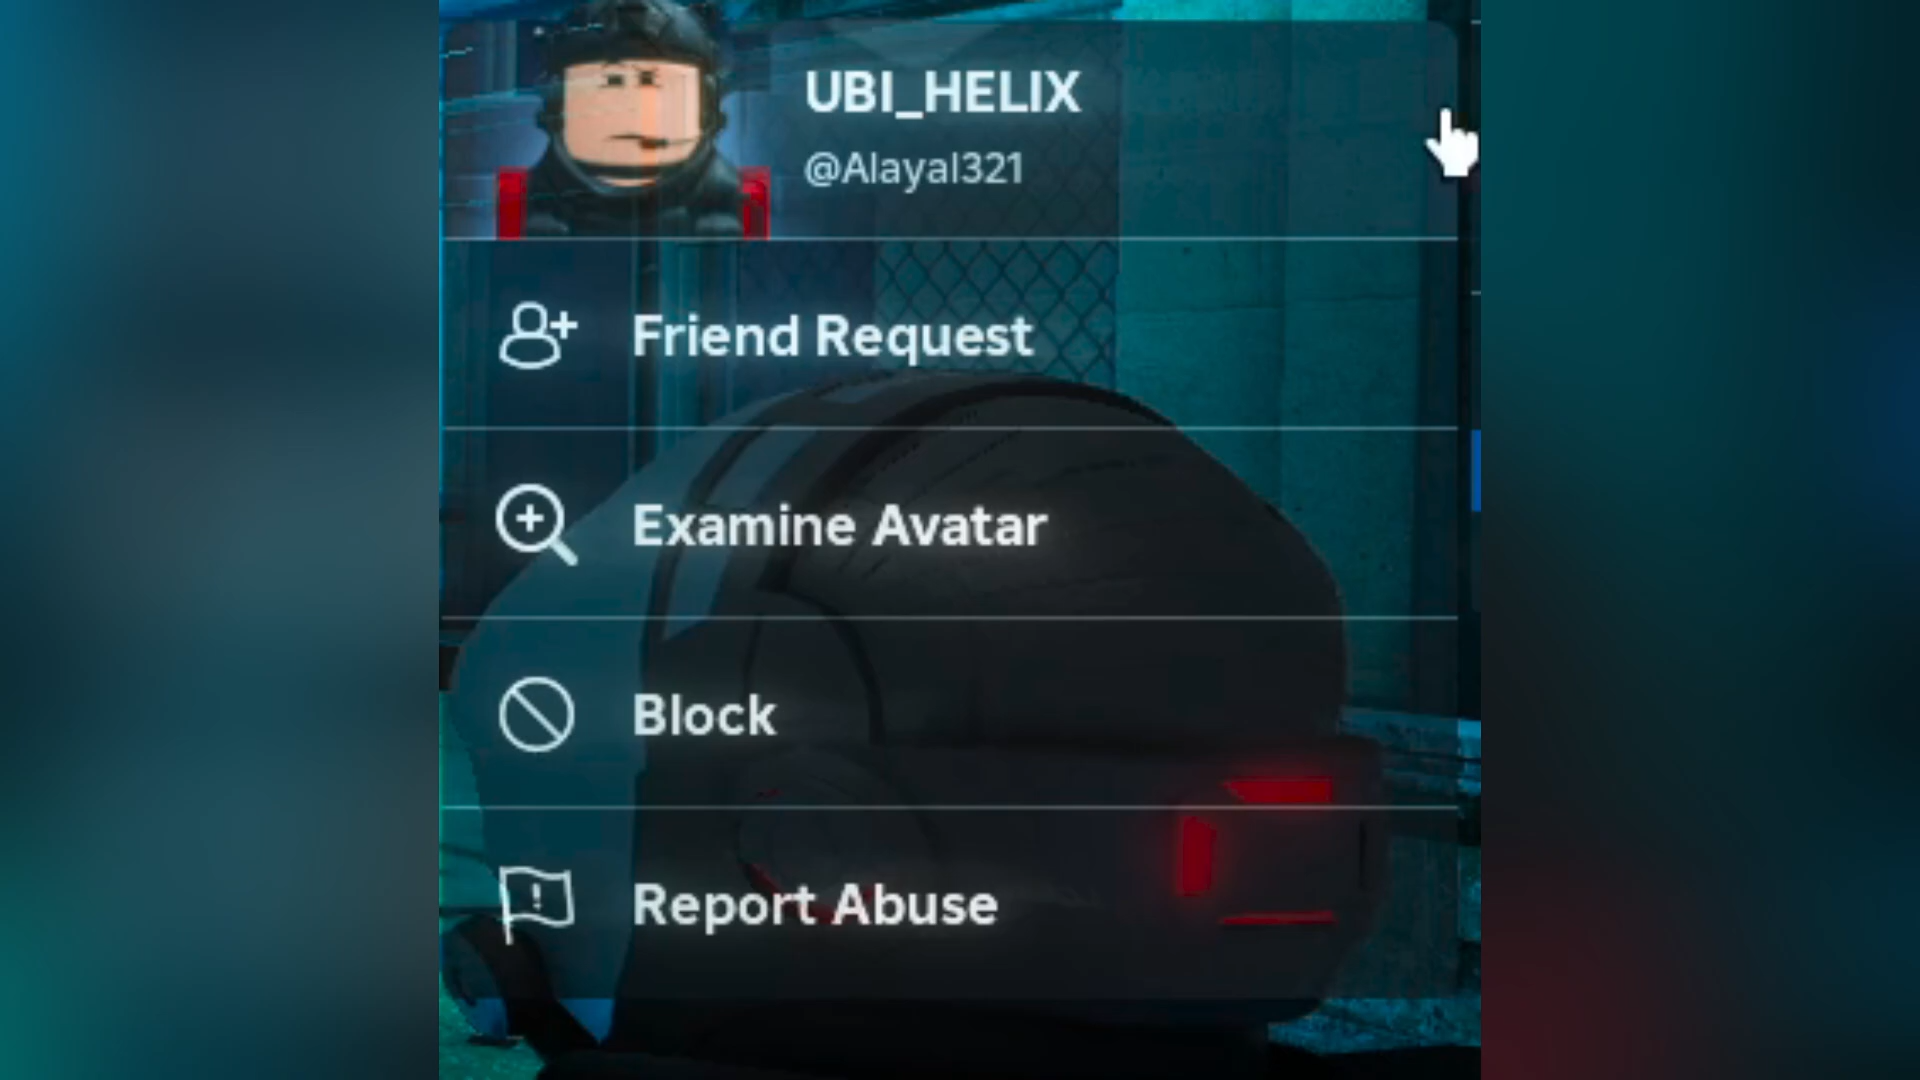 UBI_HELIX
@Alayal321
Friend Request
Examine Avatar
Block
Report Abuse